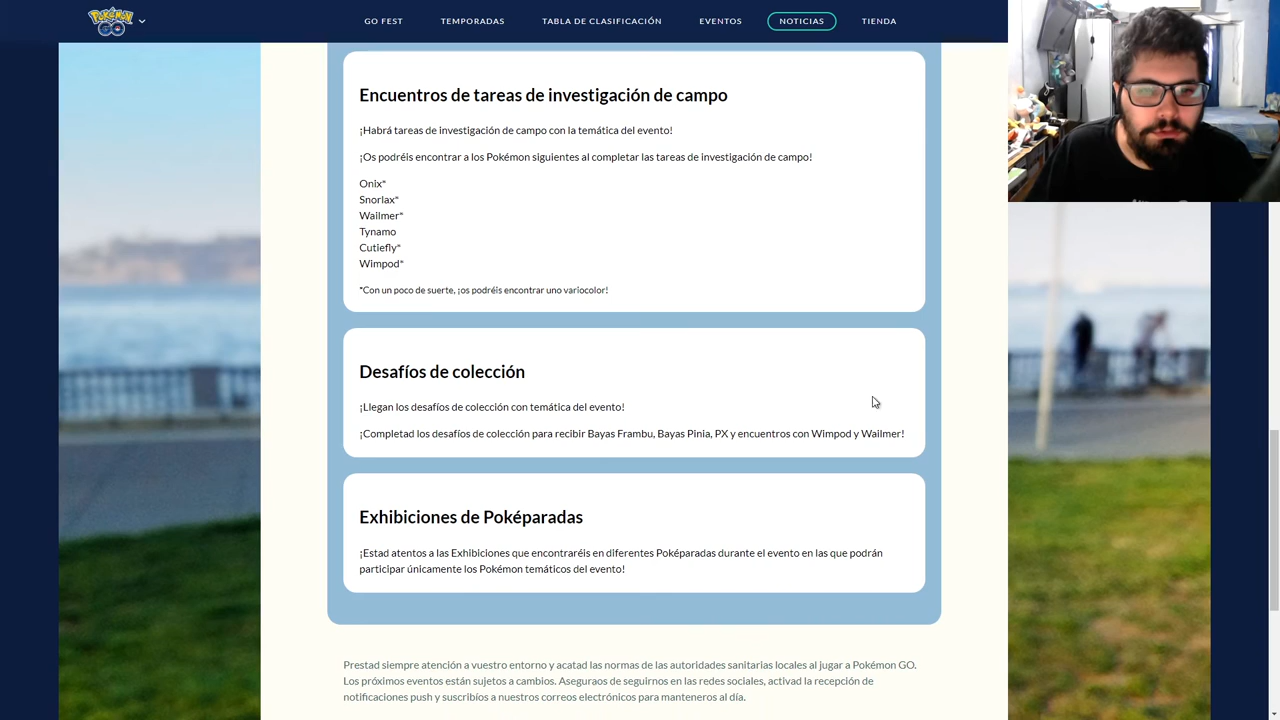 Pokémon GO
GO FEST
TEMPORADAS
TABLA DE CLASIFICACIÓN
EVENTOS
NOTICIAS
TIENDA
Encuentros de tareas de investigación de campo
¡Habrá tareas de investigación de campo con la temática del evento!
¡Os podréis encontrar a los Pokémon siguientes al completar las tareas de investigación de campo!
Onix*
Snorlax*
Wailmer*
Tynamo
Cutiefly*
Wimpod*
*Con un poco de suerte, ¡os podréis encontrar uno variocolor!
Desafíos de colección
¡Llegan los desafíos de colección con temática del evento!
¡Completad los desafíos de colección para recibir Bayas Frambu, Bayas Pinia, PX y encuentros con Wimpod y Wailmer!
Exhibiciones de Poképaradas
¡Estad atentos a las Exhibiciones que encontraréis en diferentes Poképaradas durante el evento en las que podrán
participar únicamente los Pokémon temáticos del evento!
Prestad siempre atención a vuestro entorno y acatad las normas de las autoridades sanitarias locales al jugar a Pokémon GO.
Los próximos eventos están sujetos a cambios. Aseguraos de seguirnos en las redes sociales, activad la recepción de
notificaciones push y suscribíos a nuestros correos electrónicos para manteneros al día.